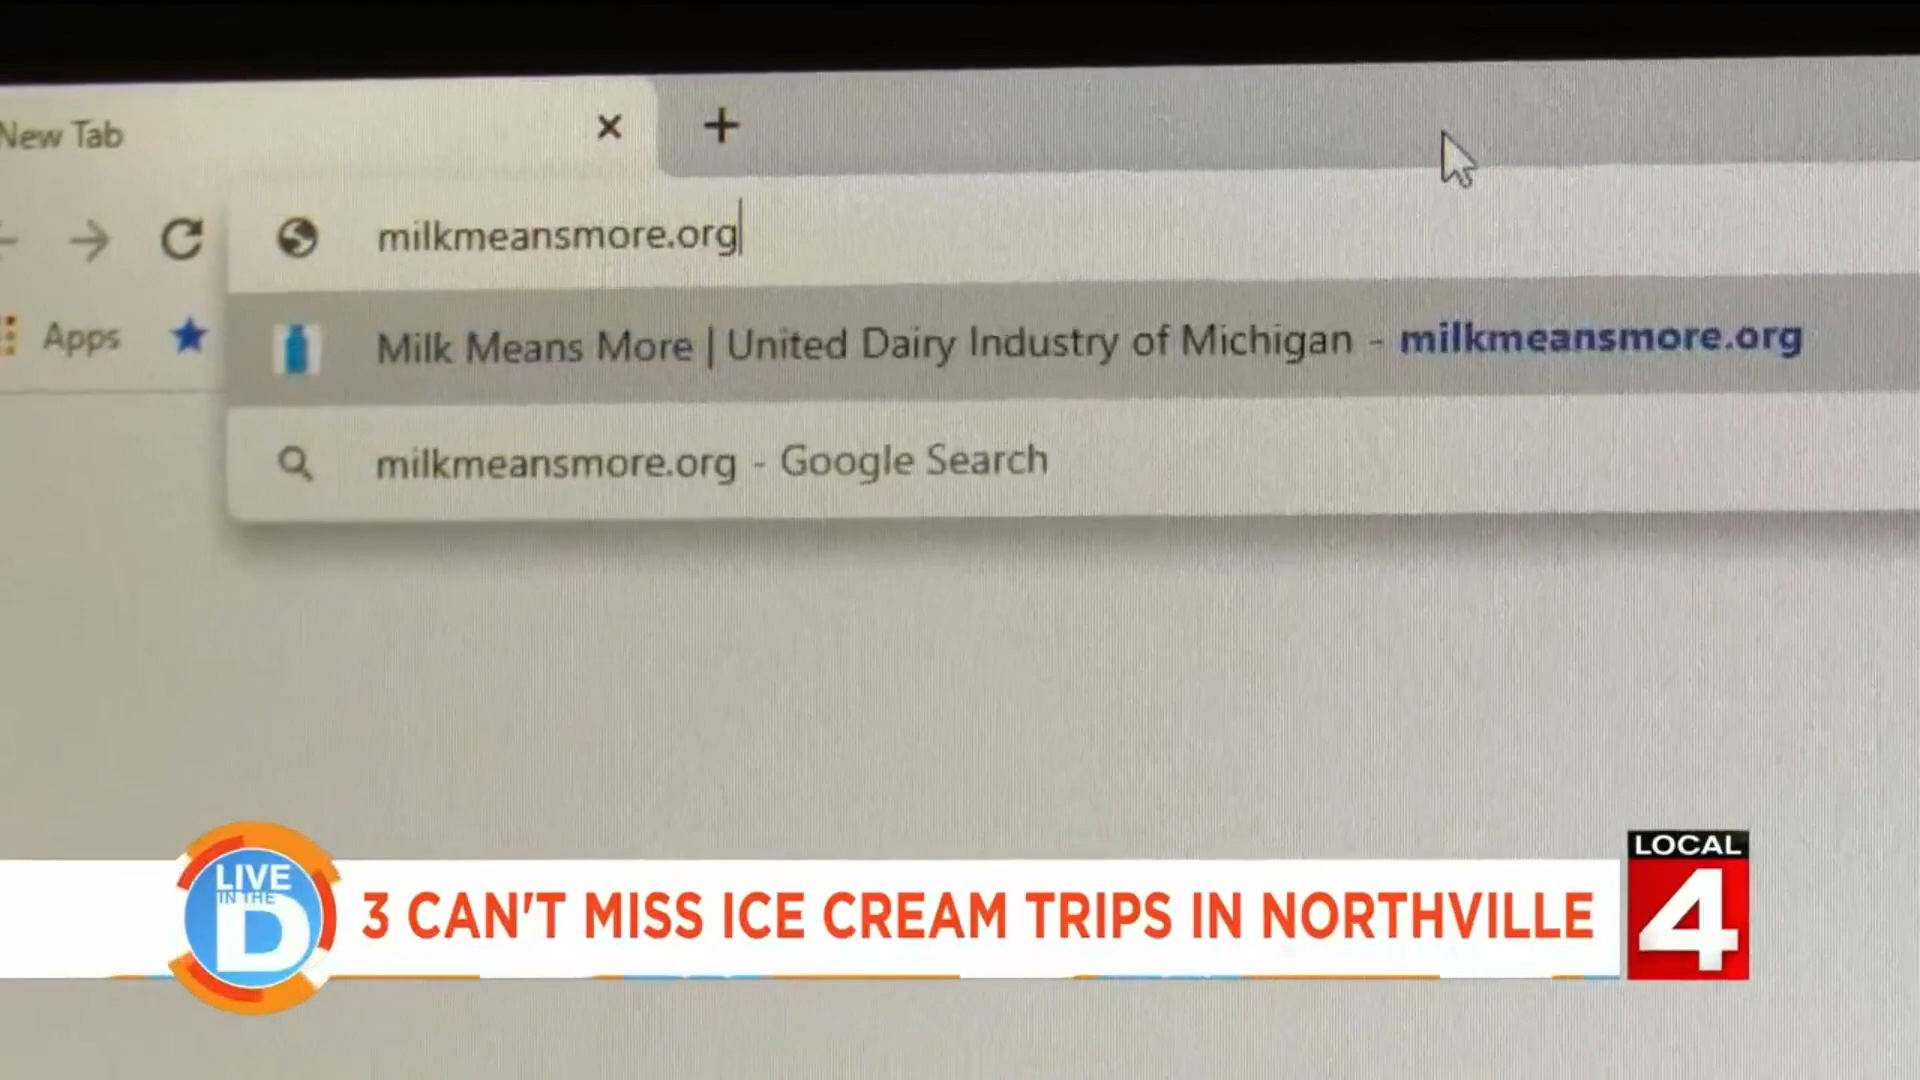 New Tab
milkmeansmore.org
Apps
Milk Means More | United Dairy Industry of Michigan - milkmeansmore.org
milkmeansmore.org - Google Search
LIVE
IN THE
D
3 CAN'T MISS ICE CREAM TRIPS IN NORTHVILLE
LOCAL
4